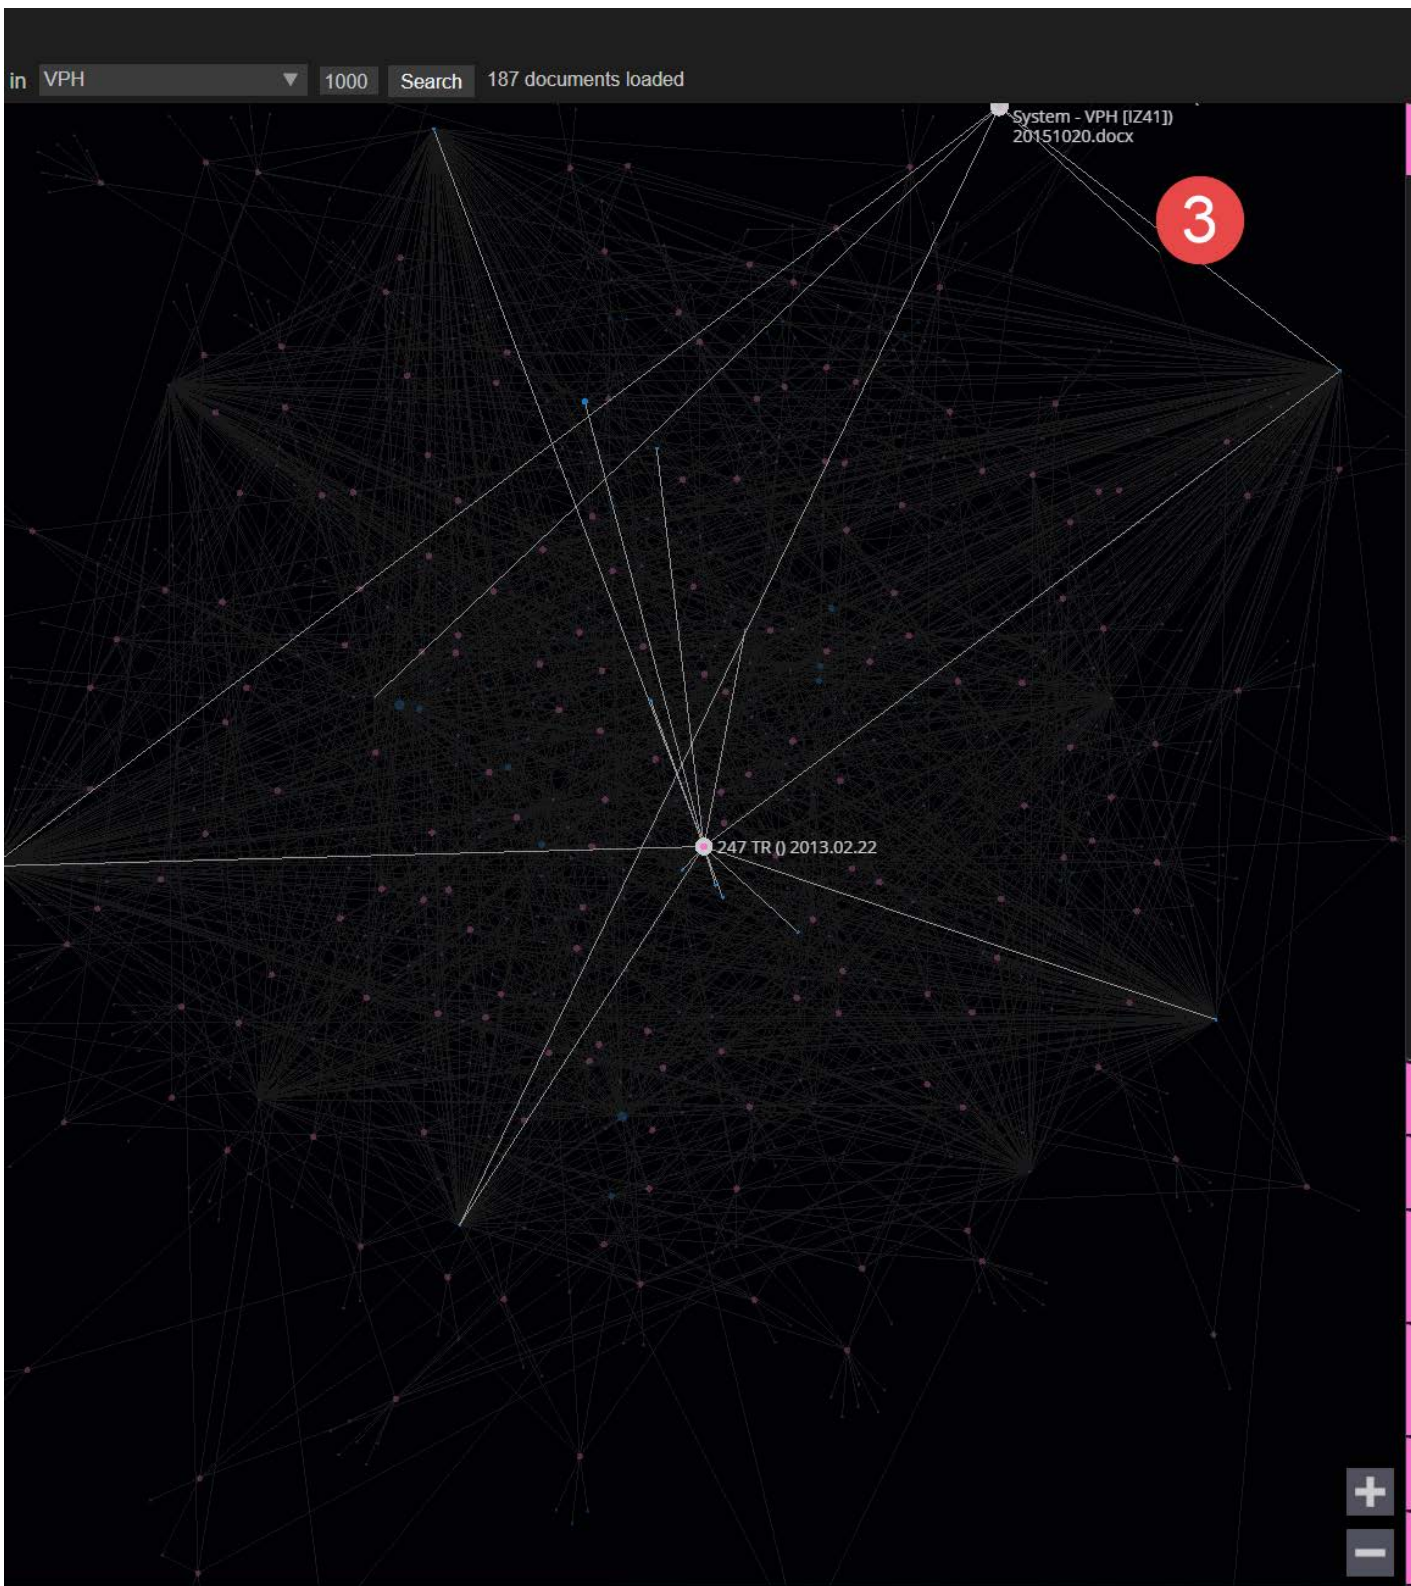 in VPH 1000 Search 187 documents loaded
System - VPH [IZ41])
20151020.docx
3
247 TR () 2013.02.22